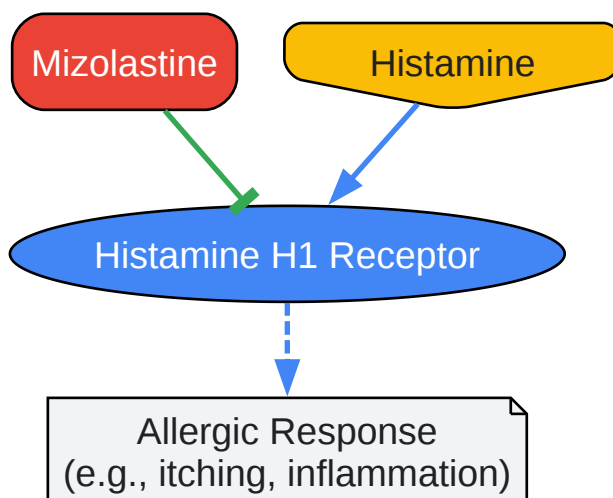 Mizolastine
Histamine
Histamine H1 Receptor
Allergic Response
(e.g., itching, inflammation)